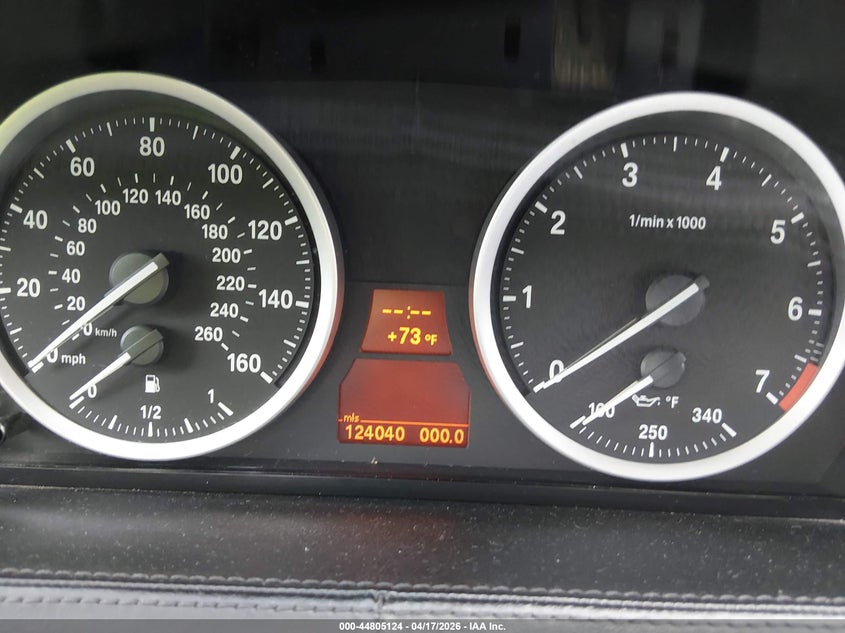 20 40 60 80 100 120 140 160
0 mph
20 40 60 80 100 120 140 160 180 200 220 240 260
0 km/h
0 1/2 1
--:--
+73 °F
mls
124040 000.0
0 1 2 3 4 5 6 7
1/min x 1000
100 250 340
°F
000-44805124 - 04/17/2026 - IAA Inc.